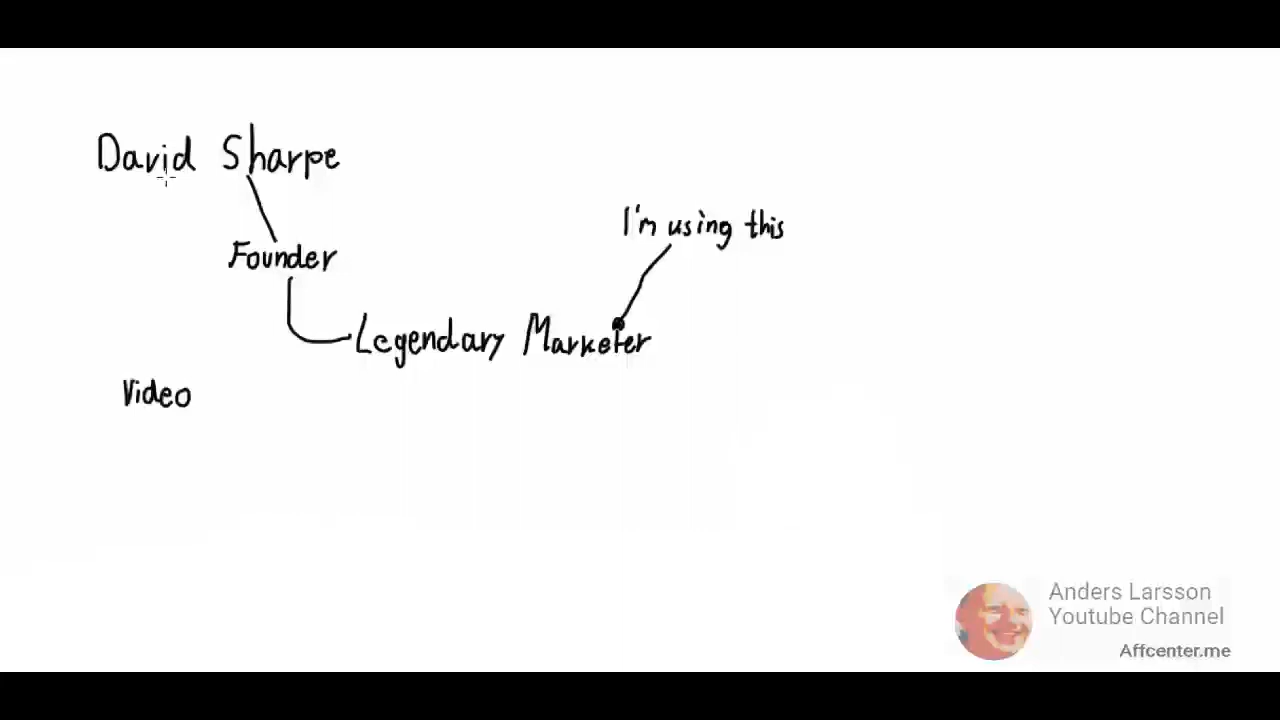 David Sharpe
I'm using this
Founder
Legendary Marketer
Video
Anders Larsson
Youtube Channel
Affcenter.me